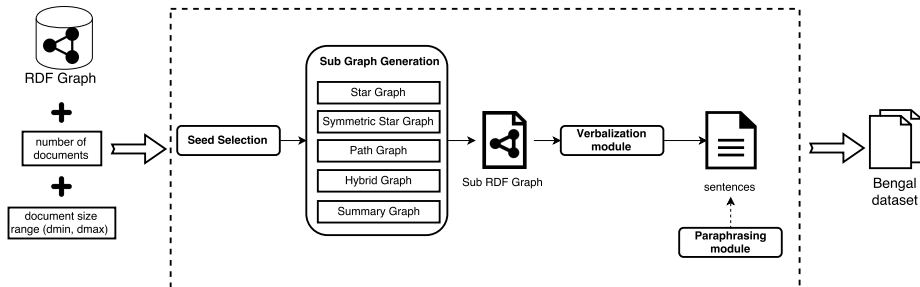 RDF Graph
number of
documents
document size
range (dmin, dmax)
Seed Selection
Sub Graph Generation
Star Graph
Symmetric Star Graph
Path Graph
Hybrid Graph
Summary Graph
Sub RDF Graph
Verbalization
module
sentences
Paraphrasing
module
Bengal
dataset